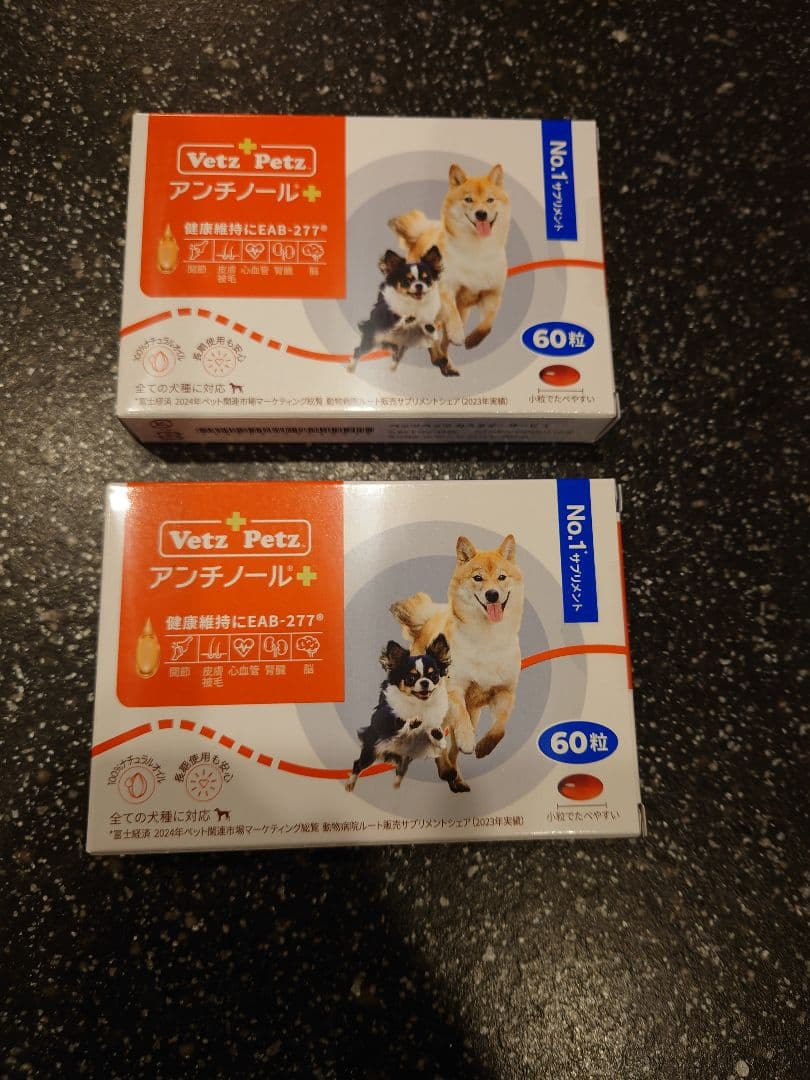 Vetz Petz
アンチノール®+
健康維持にEAB-277®
関節 皮膚被毛 心血管 腎臓 脳
100%ナチュラルオイル
長期使用も安心
全ての犬種に対応
*富士経済 2024年ペット関連市場マーケティング総覧 動物病院ルート販売サプリメントシェア(2023年実績)
No.1*サプリメント
60粒
小粒でたべやすい
Vetz Petz™
アンチノール®+
健康維持にEAB-277®
関節 皮膚被毛 心血管 腎臓 脳
100%ナチュラルオイル
長期使用も安心
全ての犬種に対応
*富士経済 2024年ペット関連市場マーケティング総覧 動物病院ルート販売サプリメントシェア(2023年実績)
No.1*サプリメント
60粒
小粒でたべやすい